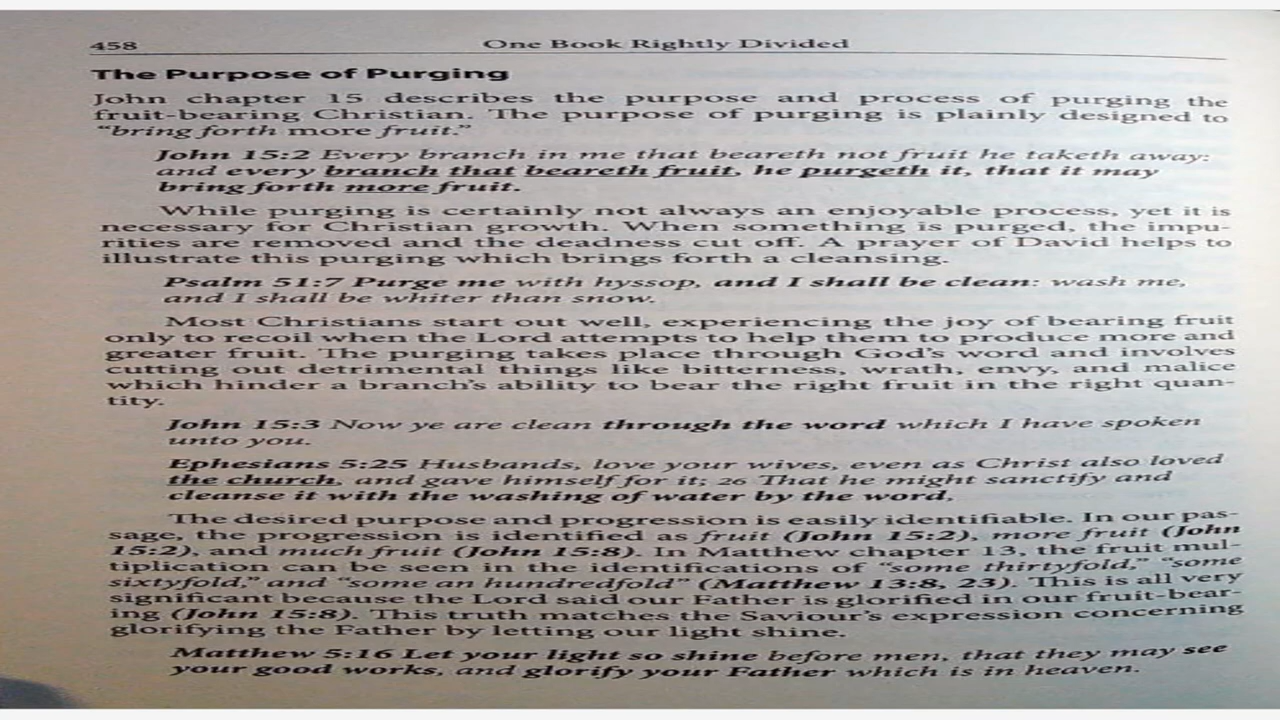 458
One Book Rightly Divided
The Purpose of Purging
John chapter 15 describes the purpose and process of purging the
fruit-bearing Christian. The purpose of purging is plainly designed to
“bring forth more fruit.”
John 15:2 Every branch in me that beareth not fruit he taketh away:
and every branch that beareth fruit, he purgeth it, that it may
bring forth more fruit.
While purging is certainly not always an enjoyable process, yet it is
necessary for Christian growth. When something is purged, the impu-
rities are removed and the deadness cut off. A prayer of David helps to
illustrate this purging which brings forth a cleansing.
Psalm 51:7 Purge me with hyssop, and I shall be clean: wash me,
and I shall be whiter than snow.
Most Christians start out well, experiencing the joy of bearing fruit
only to recoil when the Lord attempts to help them to produce more and
greater fruit. The purging takes place through God’s word and involves
cutting out detrimental things like bitterness, wrath, envy, and malice
which hinder a branch’s ability to bear the right fruit in the right quan-
tity.
John 15:3 Now ye are clean through the word which I have spoken
unto you.
Ephesians 5:25 Husbands, love your wives, even as Christ also loved
the church, and gave himself for it; 26 That he might sanctify and
cleanse it with the washing of water by the word,
The desired purpose and progression is easily identifiable. In our pas-
sage, the progression is identified as fruit (John 15:2), more fruit (John
15:2), and much fruit (John 15:8). In Matthew chapter 13, the fruit mul-
tiplication can be seen in the identifications of “some thirtyfold,” “some
sixtyfold,” and “some an hundredfold” (Matthew 13:8, 23). This is all very
significant because the Lord said our Father is glorified in our fruit-bear-
ing (John 15:8). This truth matches the Saviour’s expression concerning
glorifying the Father by letting our light shine.
Matthew 5:16 Let your light so shine before men, that they may see
your good works, and glorify your Father which is in heaven.